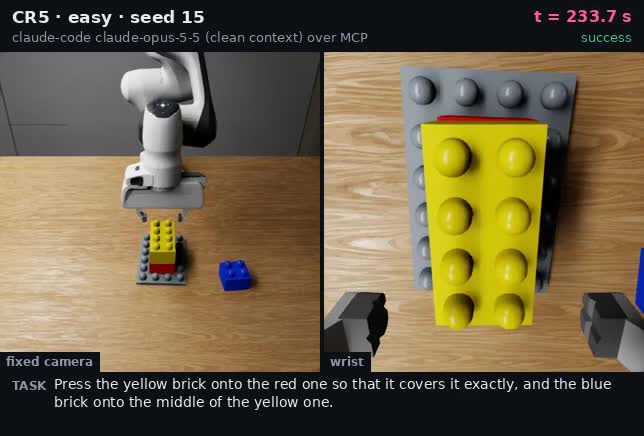 CR5 · easy · seed 15
t = 233.7 s
claude-code claude-opus-5-5 (clean context) over MCP
success
fixed camera
wrist
TASK Press the yellow brick onto the red one so that it covers it exactly, and the blue
brick onto the middle of the yellow one.